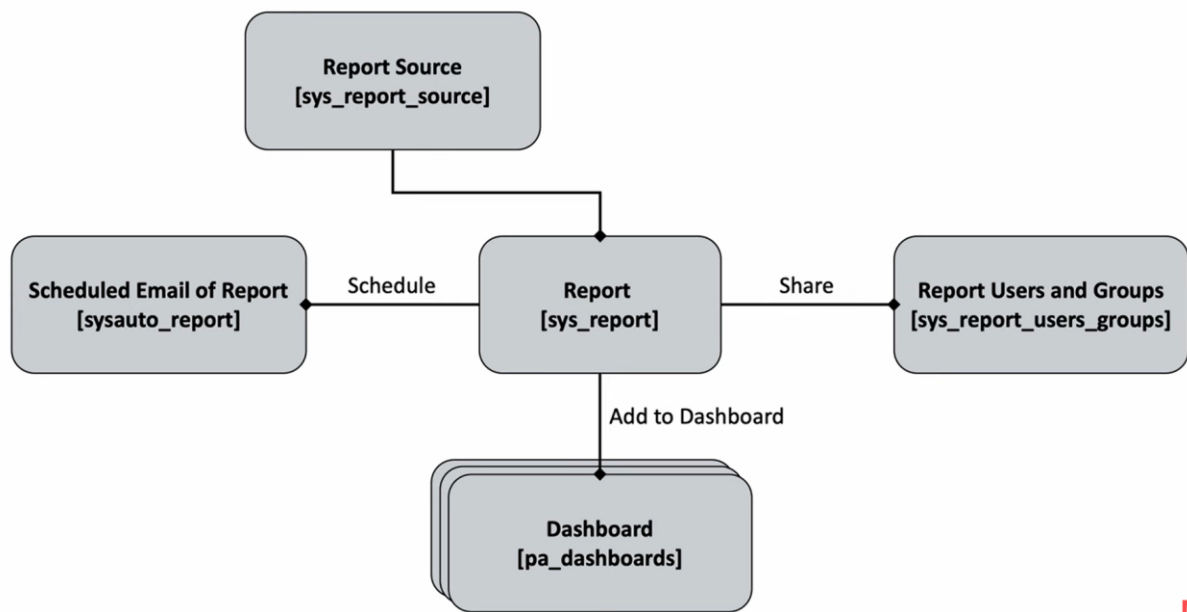 Report Source
[sys_report_source]
Scheduled Email of Report
[sysauto_report]
Schedule
Report
[sys_report]
Share
Report Users and Groups
[sys_report_users_groups]
Add to Dashboard
Dashboard
[pa_dashboards]